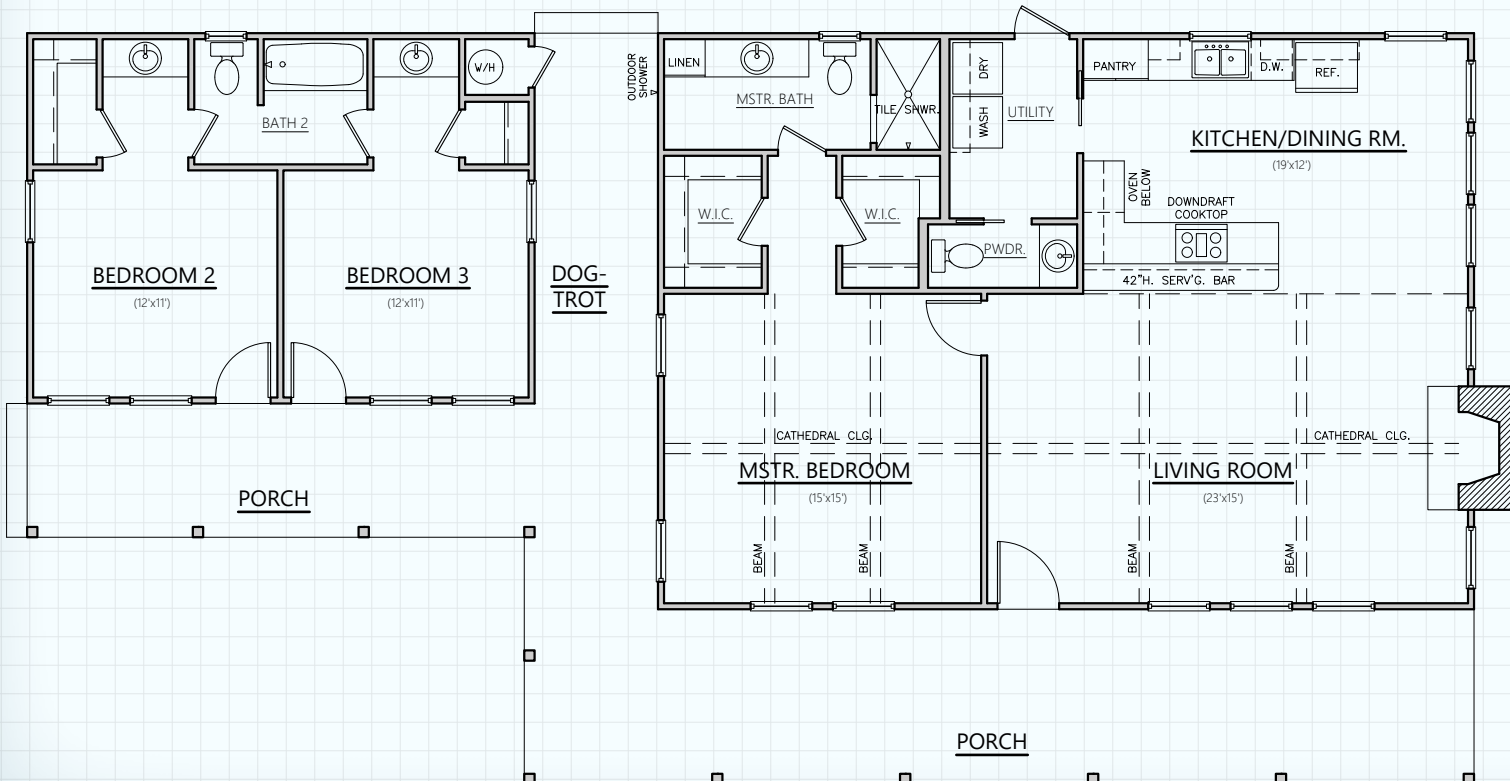 W/H
BATH 2
BEDROOM 2
(12'x11')
BEDROOM 3
(12'x11')
DOG-
TROT
OUTDOOR
SHOWER
PORCH
LINEN
MSTR. BATH
TILE SHWR.
DRY
WASH
UTILITY
PANTRY
D.W.
REF.
KITCHEN/DINING RM.
(19'x12')
OVEN
BELOW
DOWNDRAFT
COOKTOP
42"H. SERV'G. BAR
W.I.C.
W.I.C.
PWDR.
CATHEDRAL CLG.
MSTR. BEDROOM
(15'x15')
BEAM
BEAM
CATHEDRAL CLG.
LIVING ROOM
(23'x15')
BEAM
BEAM
PORCH